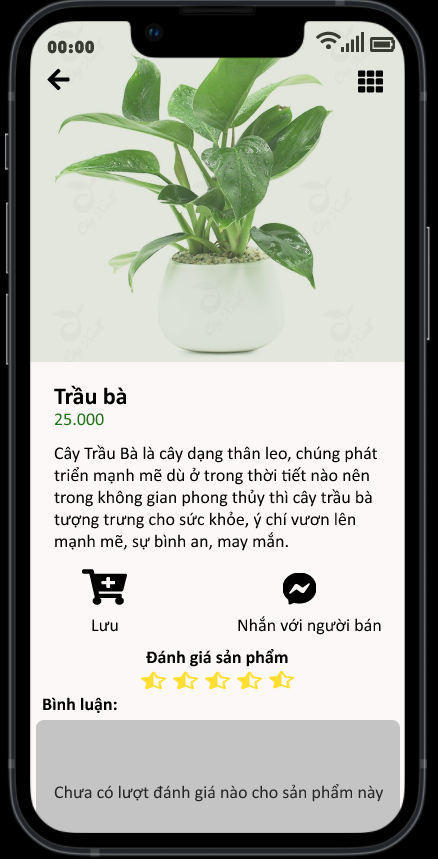 00:00
Trầu bà
25.000
Cây Trầu Bà là cây dạng thân leo, chúng phát
triển mạnh mẽ dù ở trong thời tiết nào nên
trong không gian phong thủy thì cây trầu bà
tượng trưng cho sức khỏe, ý chí vươn lên
mạnh mẽ, sự bình an, may mắn.
Lưu
Nhắn với người bán
Đánh giá sản phẩm
Bình luận:
Chưa có lượt đánh giá nào cho sản phẩm này